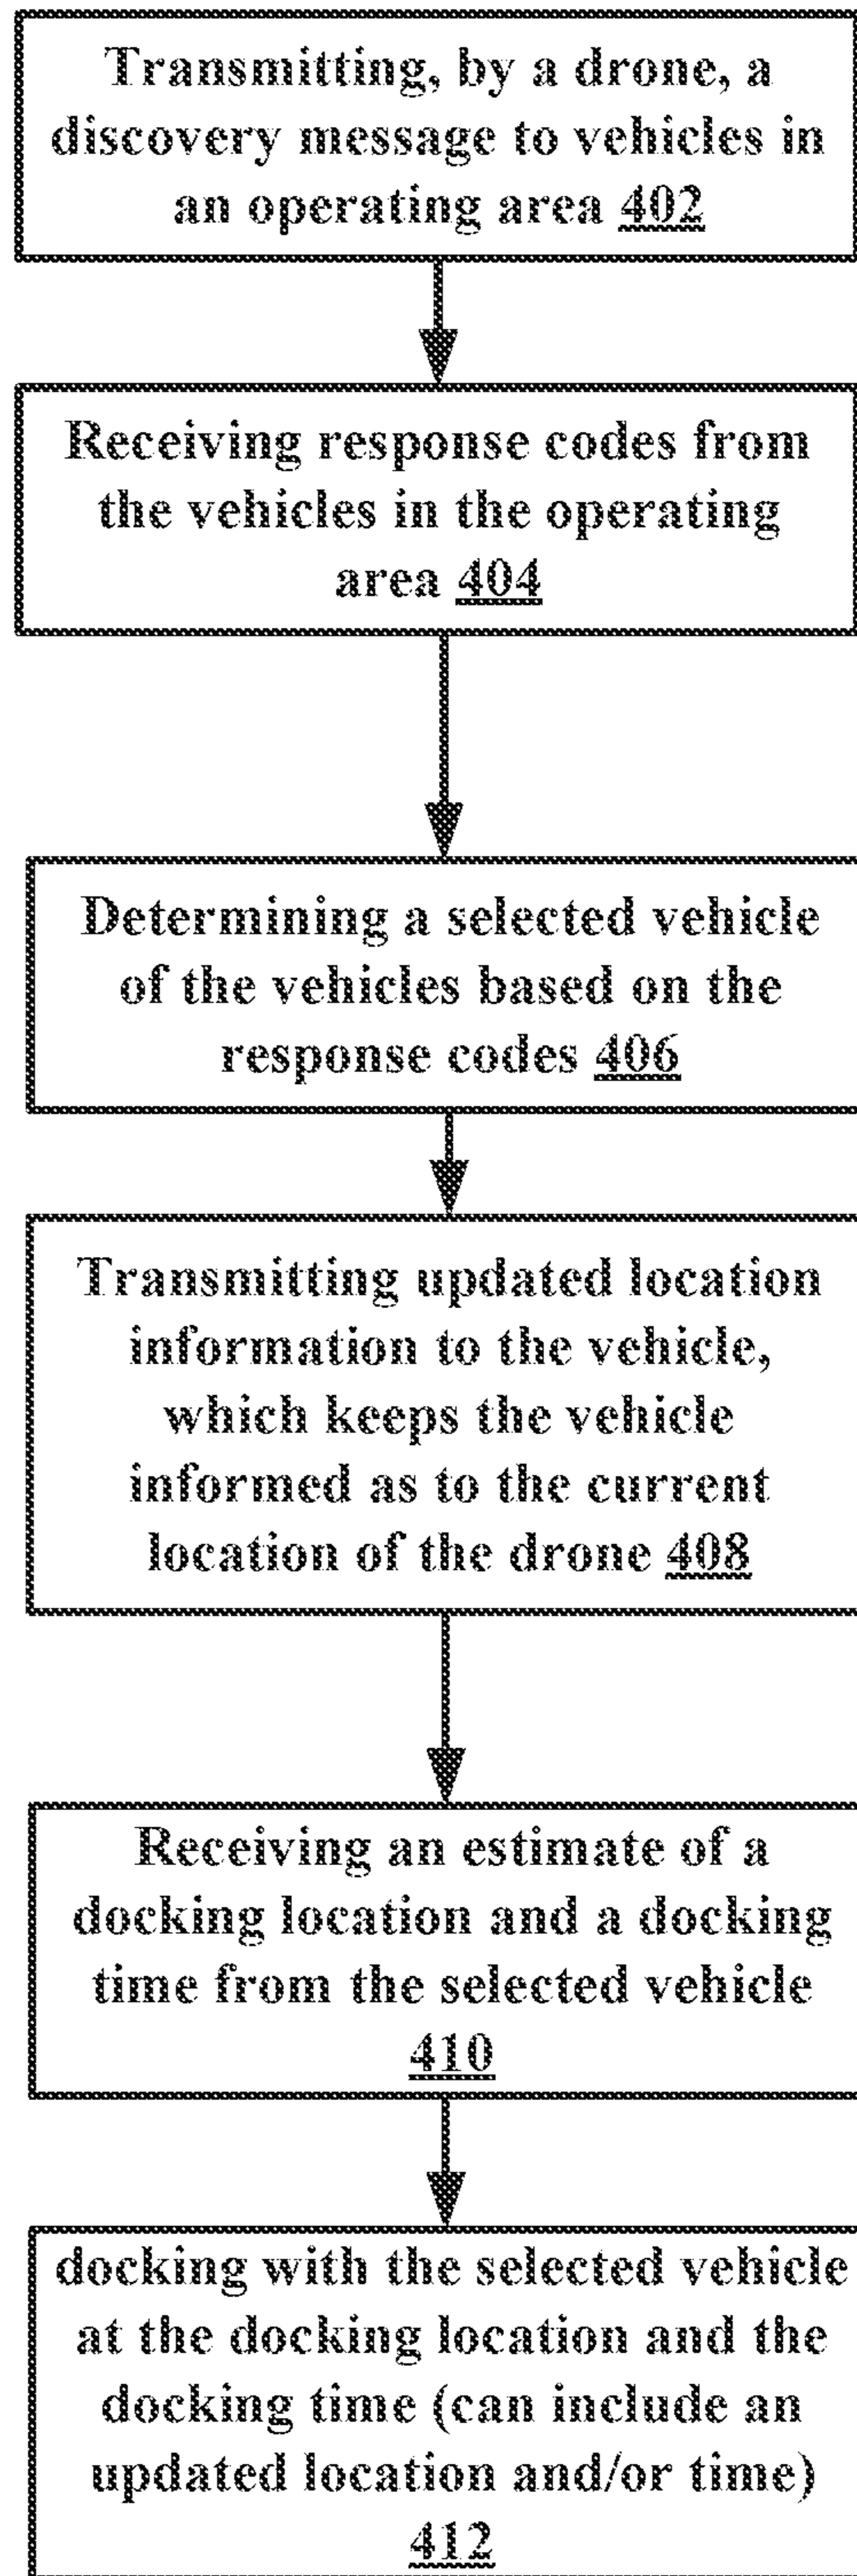 Transmitting, by a drone, a
discovery message to vehicles in
an operating area 402
Receiving response codes from
the vehicles in the operating
area 404
Determining a selected vehicle
of the vehicles based on the
response codes 406
Transmitting updated location
information to the vehicle,
which keeps the vehicle
informed as to the current
location of the drone 408
Receiving an estimate of a
docking location and a docking
time from the selected vehicle
410
docking with the selected vehicle
at the docking location and the
docking time (can include an
updated location and/or time)
412